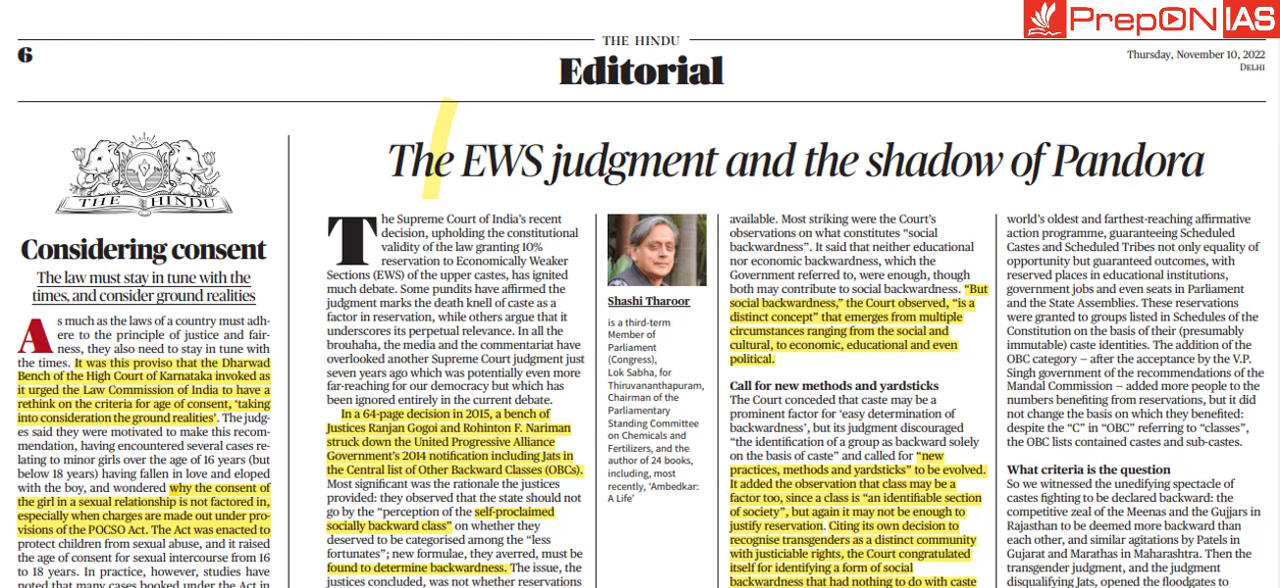 PrepON IAS
6
THE HINDU
Editorial
Thursday, November 10, 2022
DELHI
THE HINDU
Considering consent
The law must stay in tune with the
times, and consider ground realities
As much as the laws of a country must adh-
ere to the principle of justice and fair-
ness, they also need to stay in tune with
the times. It was this proviso that the Dharwad
Bench of the High Court of Karnataka invoked as
it urged the Law Commission of India to have a
rethink on the criteria for age of consent, ‘taking
into consideration the ground realities’. The judg-
es said they were motivated to make this recom-
mendation, having encountered several cases re-
lating to minor girls over the age of 16 years (but
below 18 years) having fallen in love and eloped
with the boy, and wondered why the consent of
the girl in a sexual relationship is not factored in,
especially when charges are made out under pro-
visions of the POCSO Act. The Act was enacted to
protect children from sexual abuse, and it raised
the age of consent for sexual intercourse from 16
to 18 years. In practice, however, studies have
noted that many cases booked under the Act in
The EWS judgment and the shadow of Pandora
The Supreme Court of India’s recent
decision, upholding the constitutional
validity of the law granting 10%
reservation to Economically Weaker
Sections (EWS) of the upper castes, has ignited
much debate. Some pundits have affirmed the
judgment marks the death knell of caste as a
factor in reservation, while others argue that it
underscores its perpetual relevance. In all the
brouhaha, the media and the commentariat have
overlooked another Supreme Court judgment just
seven years ago which was potentially even more
far-reaching for our democracy but which has
been ignored entirely in the current debate.
In a 64-page decision in 2015, a bench of
Justices Ranjan Gogoi and Rohinton F. Nariman
struck down the United Progressive Alliance
Government’s 2014 notification including Jats in
the Central list of Other Backward Classes (OBCs).
Most significant was the rationale the justices
provided: they observed that the state should not
go by the “perception of the self-proclaimed
socially backward class” on whether they
deserved to be categorised among the “less
fortunates”; new formulae, they averred, must be
found to determine backwardness. The issue, the
justices concluded, was not whether reservations
Shashi Tharoor
is a third-term
Member of
Parliament
(Congress),
Lok Sabha, for
Thiruvananthapuram,
Chairman of the
Parliamentary
Standing Committee
on Chemicals and
Fertilizers, and the
author of 24 books,
including, most
recently, ‘Ambedkar:
A Life’
available. Most striking were the Court’s
observations on what constitutes “social
backwardness”. It said that neither educational
nor economic backwardness, which the
Government referred to, were enough, though
both may contribute to social backwardness. “But
social backwardness,” the Court observed, “is a
distinct concept” that emerges from multiple
circumstances ranging from the social and
cultural, to economic, educational and even
political.
Call for new methods and yardsticks
The Court conceded that caste may be a
prominent factor for ‘easy determination of
backwardness’, but its judgment discouraged
“the identification of a group as backward solely
on the basis of caste” and called for “new
practices, methods and yardsticks” to be evolved.
It added the observation that class may be a
factor too, since a class is “an identifiable section
of society”, but again it may not be enough to
justify reservation. Citing its own decision to
recognise transgenders as a distinct community
with justiciable rights, the Court congratulated
itself for identifying a form of social
backwardness that had nothing to do with caste
world’s oldest and farthest-reaching affirmative
action programme, guaranteeing Scheduled
Castes and Scheduled Tribes not only equality of
opportunity but guaranteed outcomes, with
reserved places in educational institutions,
government jobs and even seats in Parliament
and the State Assemblies. These reservations
were granted to groups listed in Schedules of the
Constitution on the basis of their (presumably
immutable) caste identities. The addition of the
OBC category – after the acceptance by the V.P.
Singh government of the recommendations of the
Mandal Commission – added more people to the
numbers benefiting from reservations, but it did
not change the basis on which they benefited:
despite the “C” in “OBC” referring to “classes”,
the OBC lists contained castes and sub-castes.
What criteria is the question
So we witnessed the unedifying spectacle of
castes fighting to be declared backward: the
competitive zeal of the Meenas and the Gujjars in
Rajasthan to be deemed more backward than
each other, and similar agitations by Patels in
Gujarat and Marathas in Maharashtra. Then the
transgender judgment, and the judgment
disqualifying Jats, opened the floodgates to